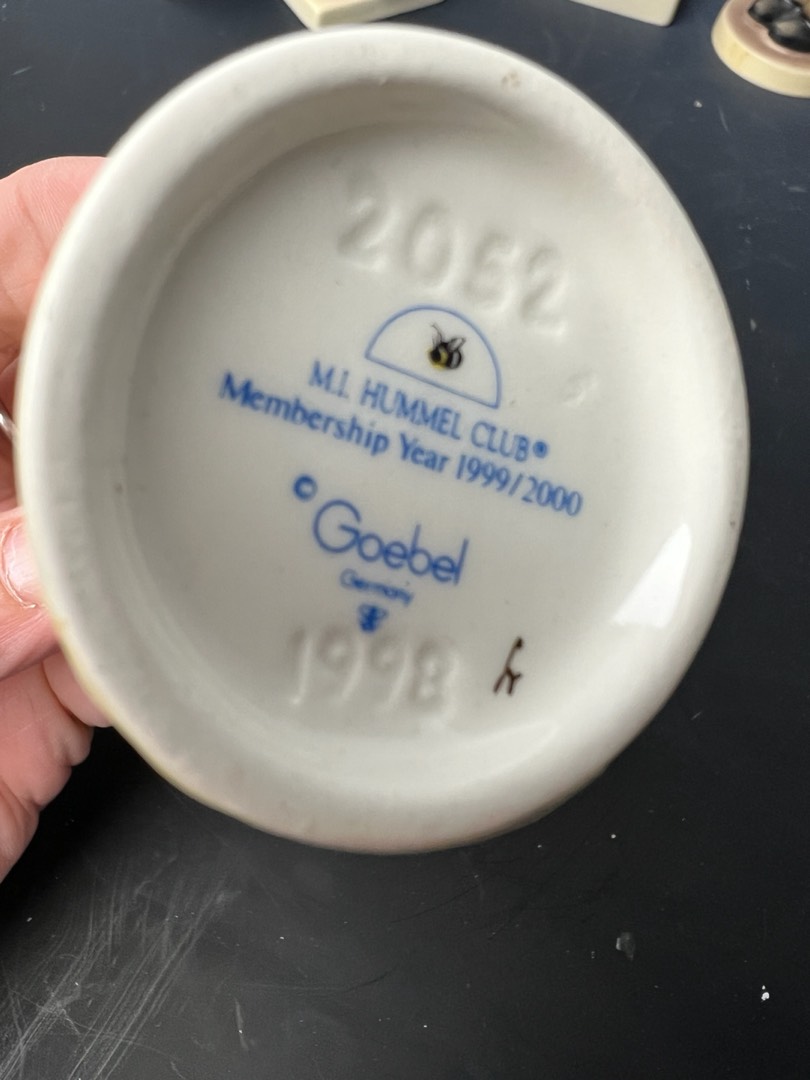 2052
M.I. HUMMEL CLUB®
Membership Year 1999/2000
© Goebel
Germany
1998